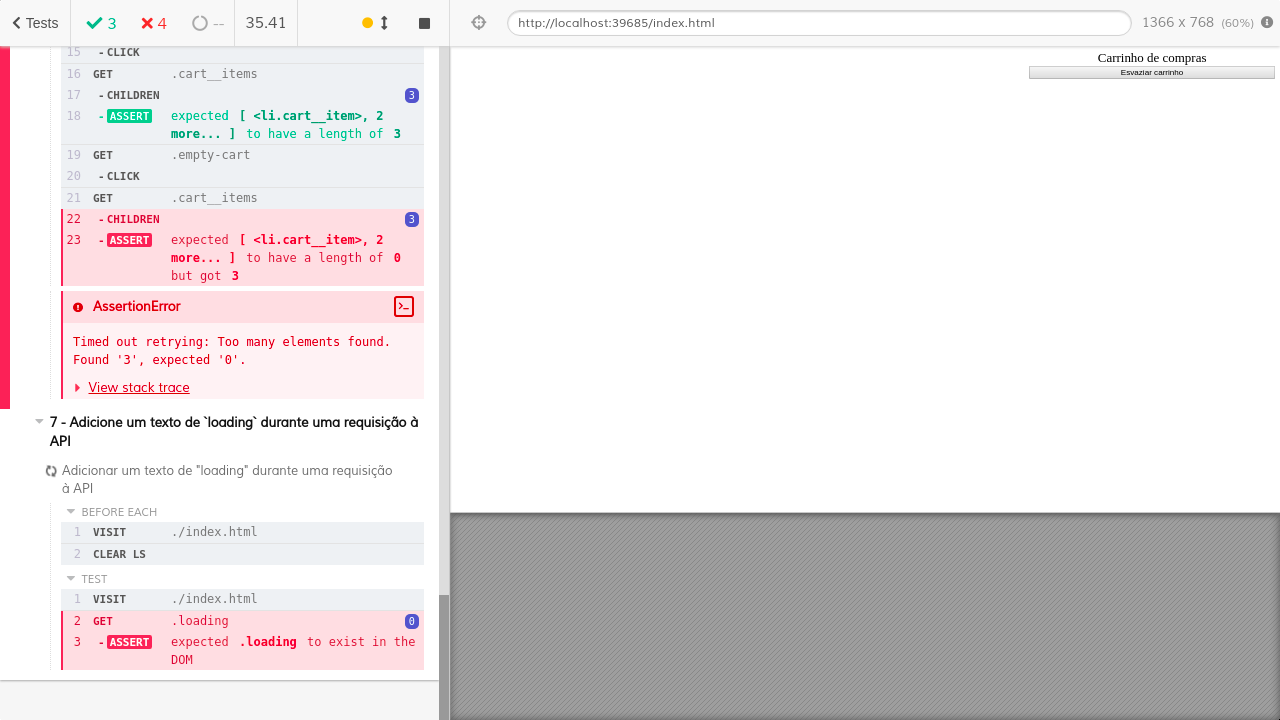 Tests 3 4 -- 35.41
http://localhost:39685/index.html 1366 x 768 (60%)
15 - CLICK
16 GET .cart__items
17 - CHILDREN 3
18 - ASSERT expected [ <li.cart__item>, 2
more... ] to have a length of 3
19 GET .empty-cart
20 - CLICK
21 GET .cart__items
22 - CHILDREN 3
23 - ASSERT expected [ <li.cart__item>, 2
more... ] to have a length of 0
but got 3
AssertionError
Timed out retrying: Too many elements found.
Found '3', expected '0'.
View stack trace
7 - Adicione um texto de `loading` durante uma requisição à
API
Adicionar um texto de "loading" durante uma requisição
à API
BEFORE EACH
1 VISIT ./index.html
2 CLEAR LS
TEST
1 VISIT ./index.html
2 GET .loading 0
3 - ASSERT expected .loading to exist in the
DOM
Carrinho de compras
Esvaziar carrinho